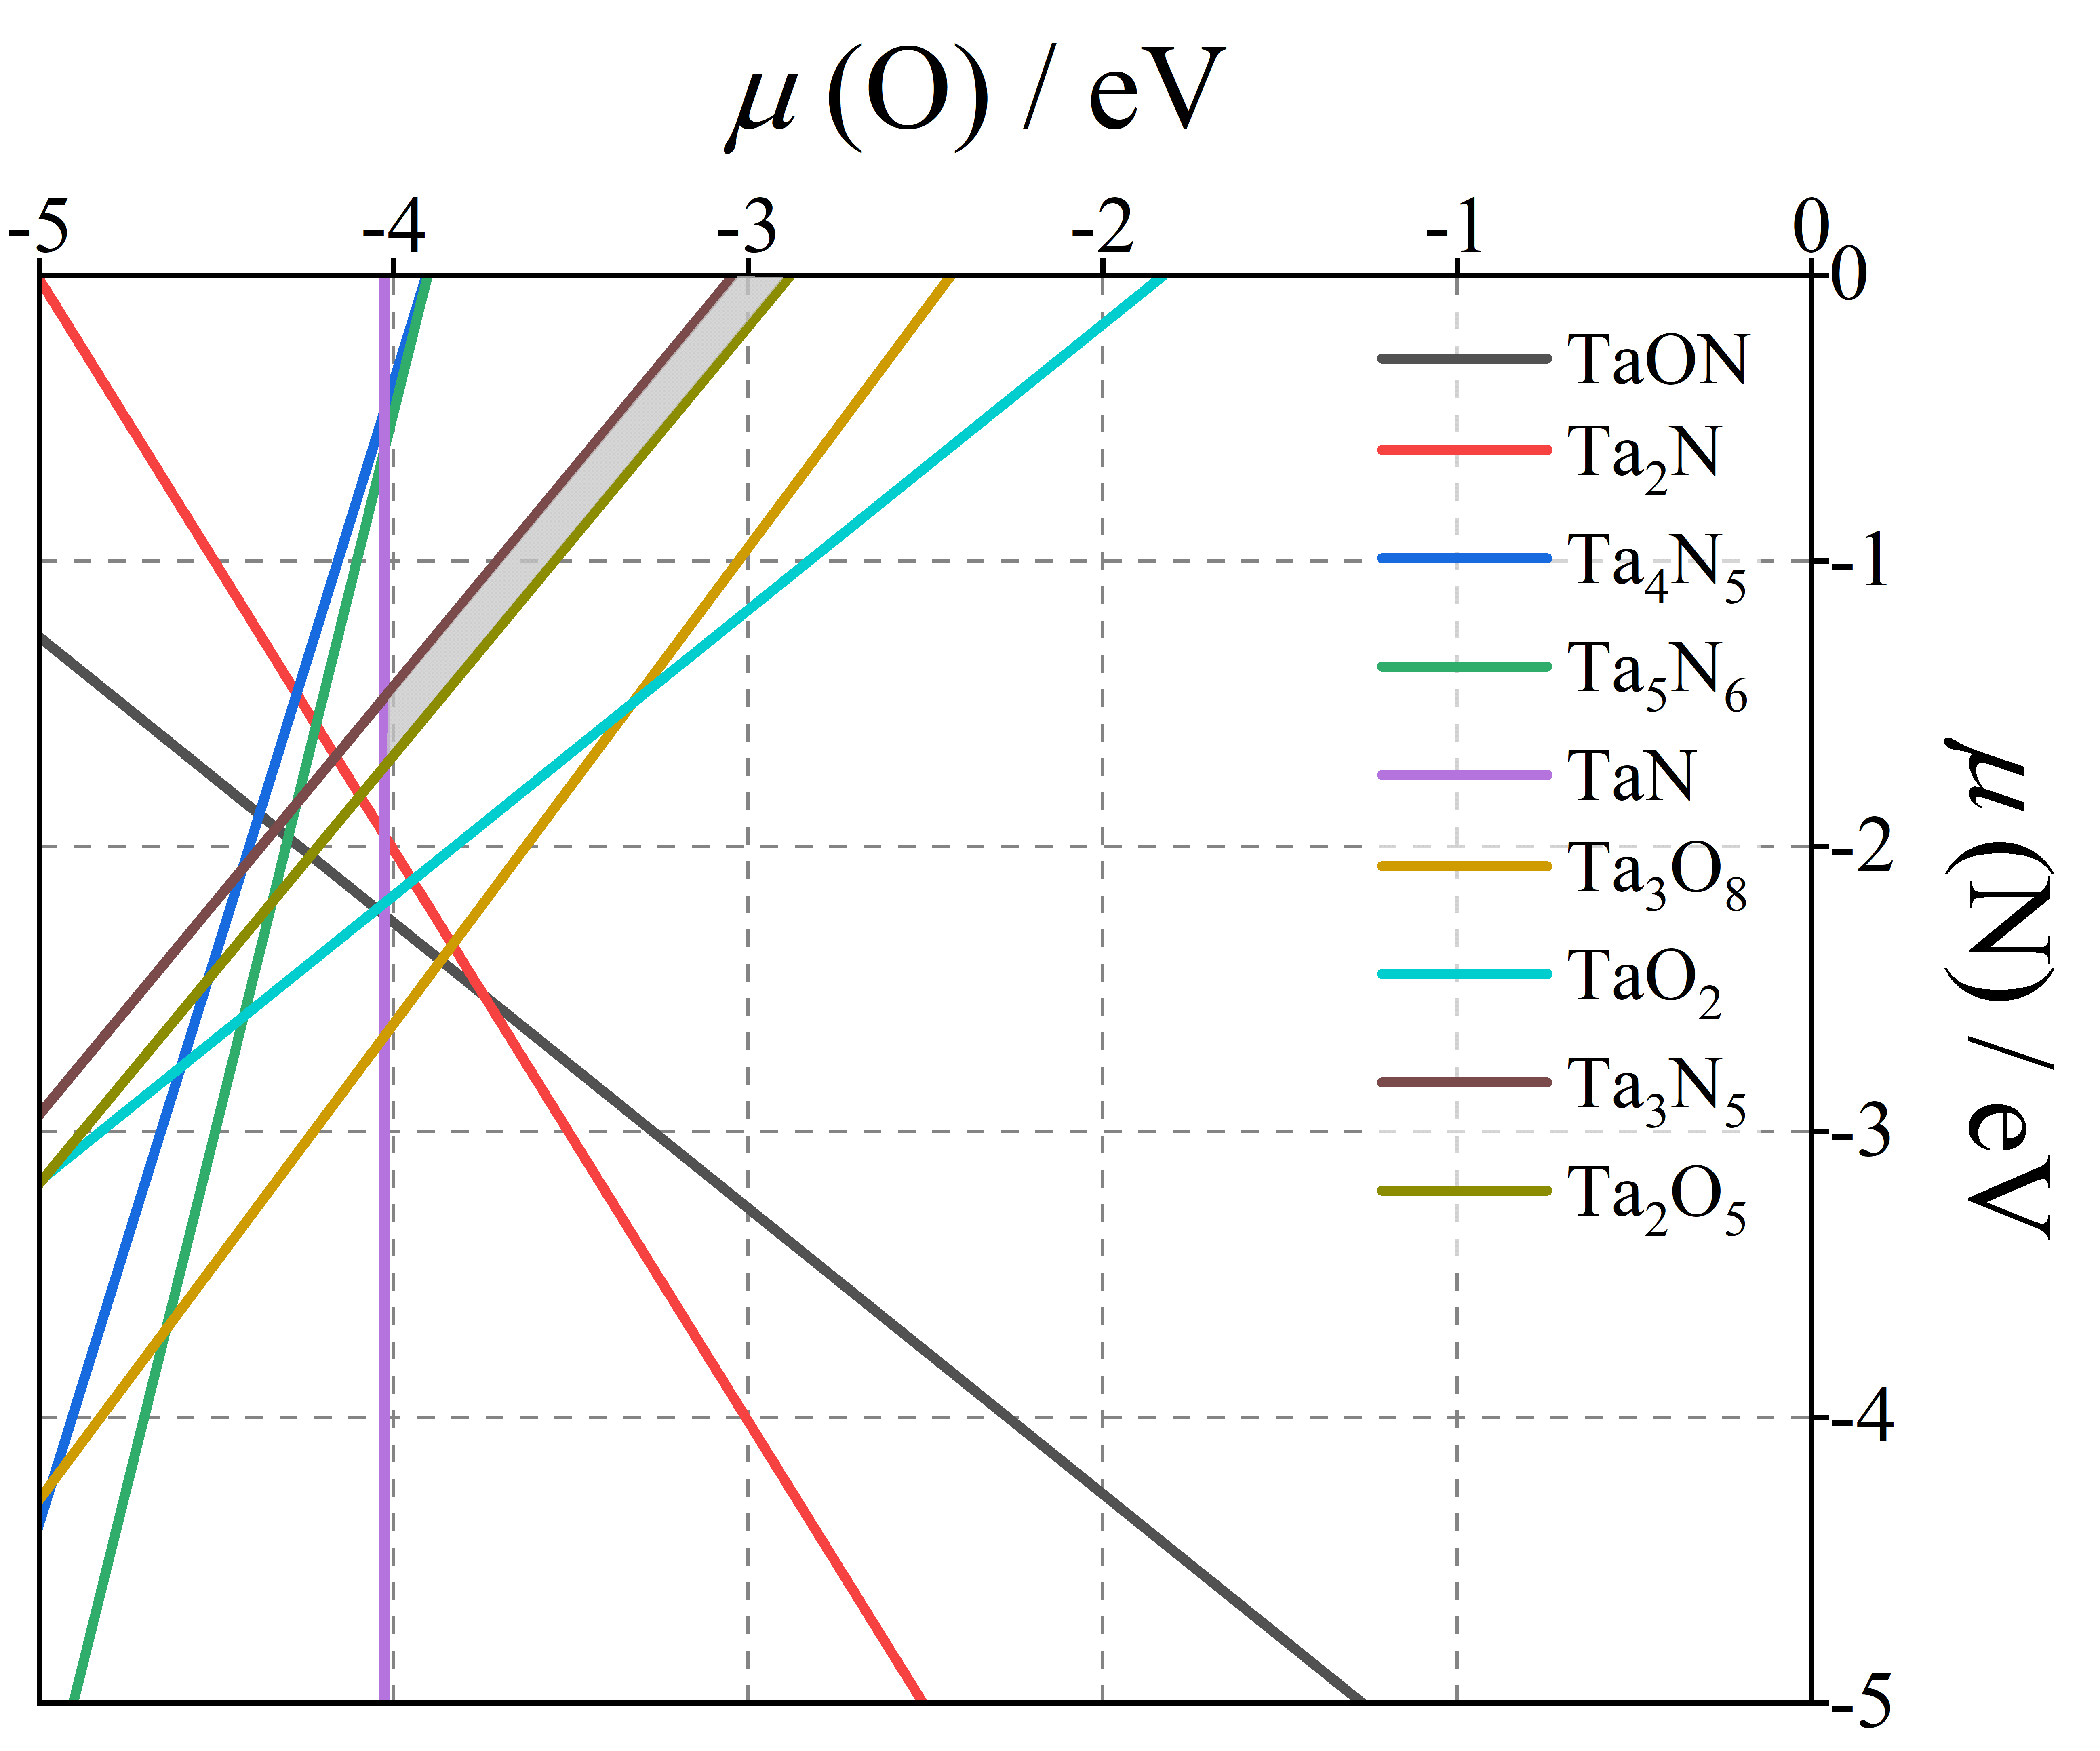 μ (O) / eV
-5 -4 -3 -2 -1 0
0
-1
-2
-3
-4
-5
μ (N) / eV
TaON
Ta₂N
Ta₄N₅
Ta₅N₆
TaN
Ta₃O₈
TaO₂
Ta₃N₅
Ta₂O₅